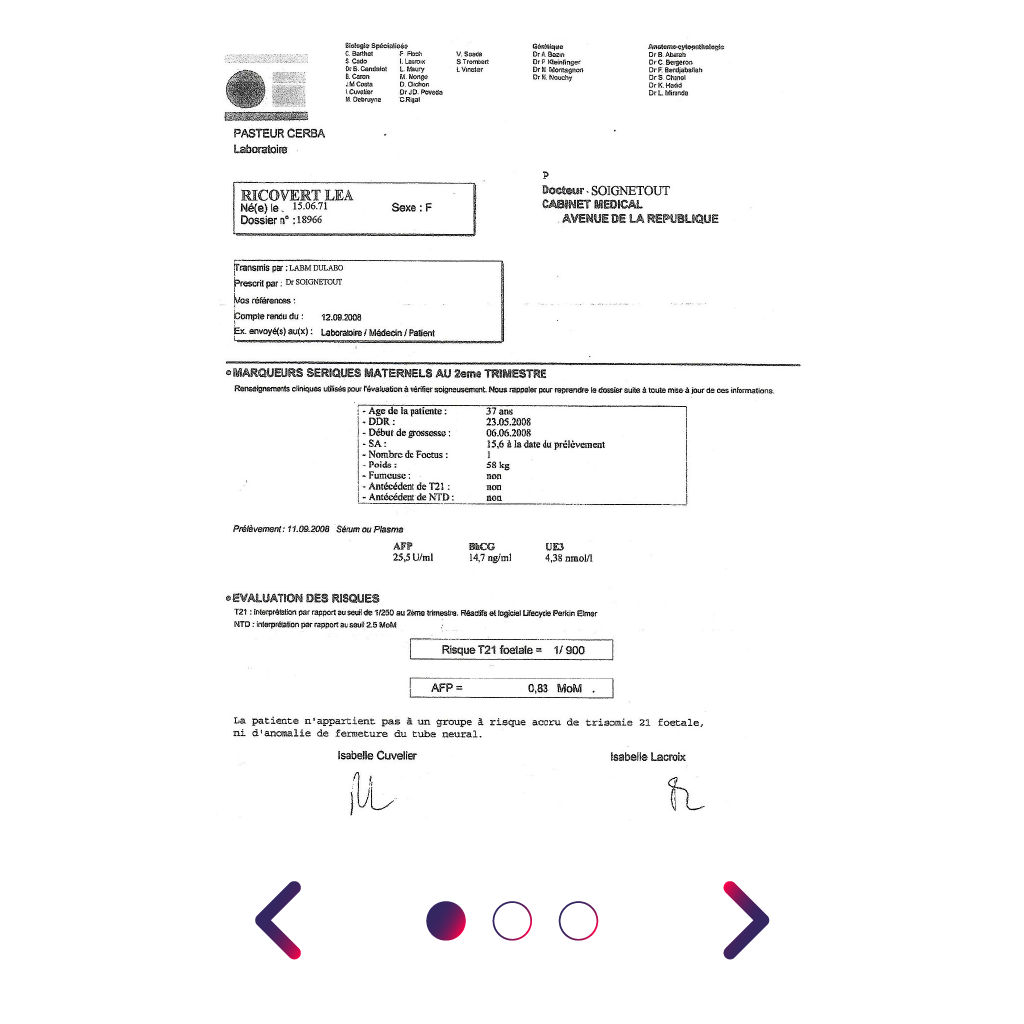 Biologie Spécialisée
C. Barthet
S. Cado
Dr B. Candelot
B. Caron
J.M Costa
I. Cuvelier
M. Debruyne
F. Floch
I. Lacroix
L. Maury
M. Monge
D. Oichon
Dr J.D. Poveda
C.Rigal
V. Sauda
S Trombert
L Vinatier
Génétique
Dr A. Bazin
Dr P. Kleinfinger
Dr N. Montagnon
Dr N. Nouchy
Anatomo-cytopathologie
Dr B. Abateh
Dr C. Bergeron
Dr F. Berdjaballah
Dr S. Chanel
Dr K. Hadid
Dr L. Miranda
PASTEUR CERBA
Laboratoire
P
Docteur SOIGNETOUT
CABINET MEDICAL
AVENUE DE LA REPUBLIQUE
RICOVERT LEA
Né(e) le . 15.06.71 Sexe : F
Dossier n° : 18966
Transmis par : LABM DULABO
Prescrit par : Dr SOIGNETOUT
Vos références :
Compte rendu du : 12.09.2008
Ex. envoyé(s) au(x) : Laboratoire / Médecin / Patient
MARQUEURS SERIQUES MATERNELS AU 2eme TRIMESTRE
Renseignements cliniques utilisés pour l'évaluation à vérifier soigneusement. Nous rappeler pour reprendre le dossier suite à toute mise à jour de ces informations.
- Age de la patiente : 37 ans
- DDR : 23.05.2008
- Début de grossesse : 06.06.2008
- SA : 15,6 à la date du prélèvement
- Nombre de Foetus : 1
- Poids : 58 kg
- Fumeuse : non
- Antécédent de T21 : non
- Antécédent de NTD : non
Prélèvement : 11.09.2008 Sérum ou Plasma
AFP BhCG UE3
25,5 U/ml 14,7 ng/ml 4,38 nmol/l
EVALUATION DES RISQUES
T21 : interprétation par rapport au seuil de 1/250 au 2ème trimestre. Réactifs et logiciel Lifecycle Perkin Elmer
NTD : interprétation par rapport au seuil 2.5 MoM
Risque T21 foetale = 1/ 900
AFP = 0,83 MoM .
La patiente n'appartient pas à un groupe à risque accru de trisomie 21 foetale,
ni d'anomalie de fermeture du tube neural.
Isabelle Cuvelier Isabelle Lacroix